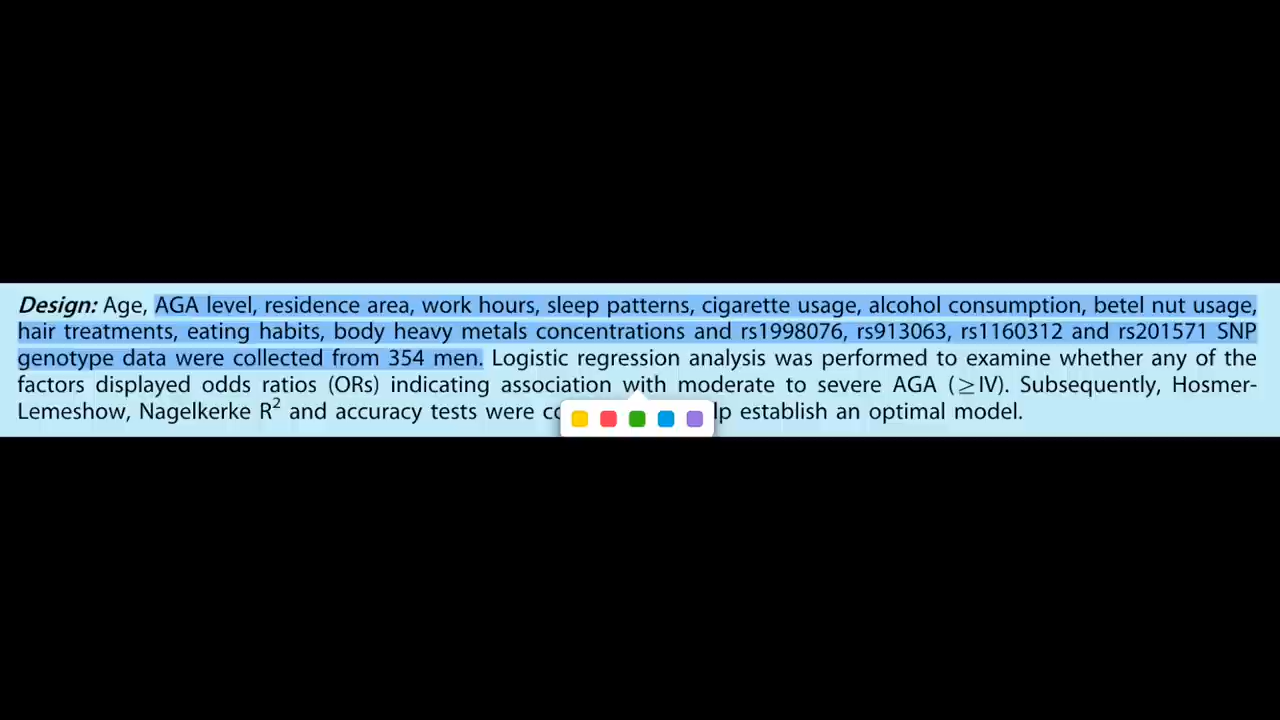 Design: Age, AGA level, residence area, work hours, sleep patterns, cigarette usage, alcohol consumption, betel nut usage,
hair treatments, eating habits, body heavy metals concentrations and rs1998076, rs913063, rs1160312 and rs201571 SNP
genotype data were collected from 354 men. Logistic regression analysis was performed to examine whether any of the
factors displayed odds ratios (ORs) indicating association with moderate to severe AGA (≥IV). Subsequently, Hosmer-
Lemeshow, Nagelkerke R² and accuracy tests were establish an optimal model.